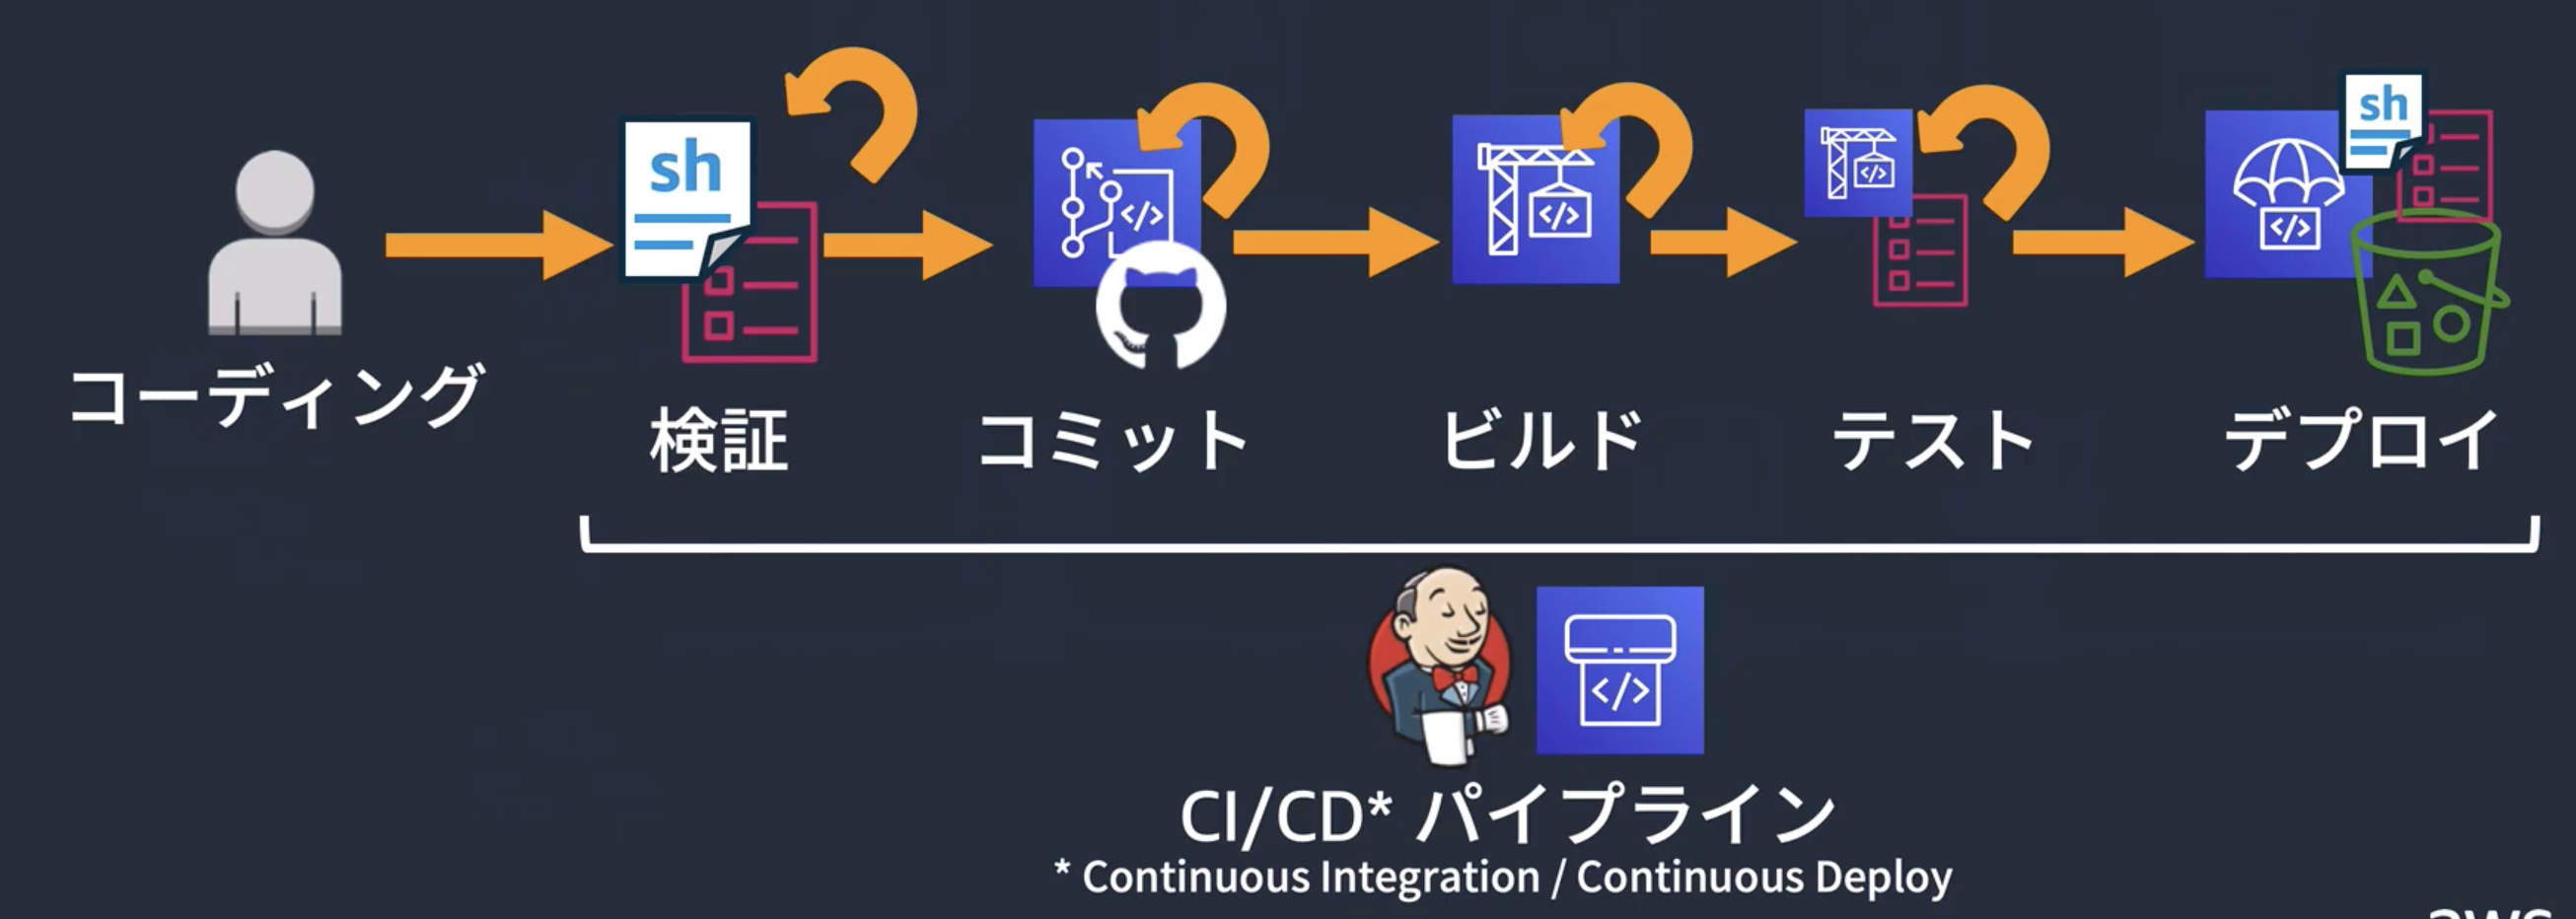 sh
</>
</>
</>
</>
sh
コーディング
検証
コミット
ビルド
テスト
デプロイ
</>
CI/CD* パイプライン
* Continuous Integration / Continuous Deploy
aws